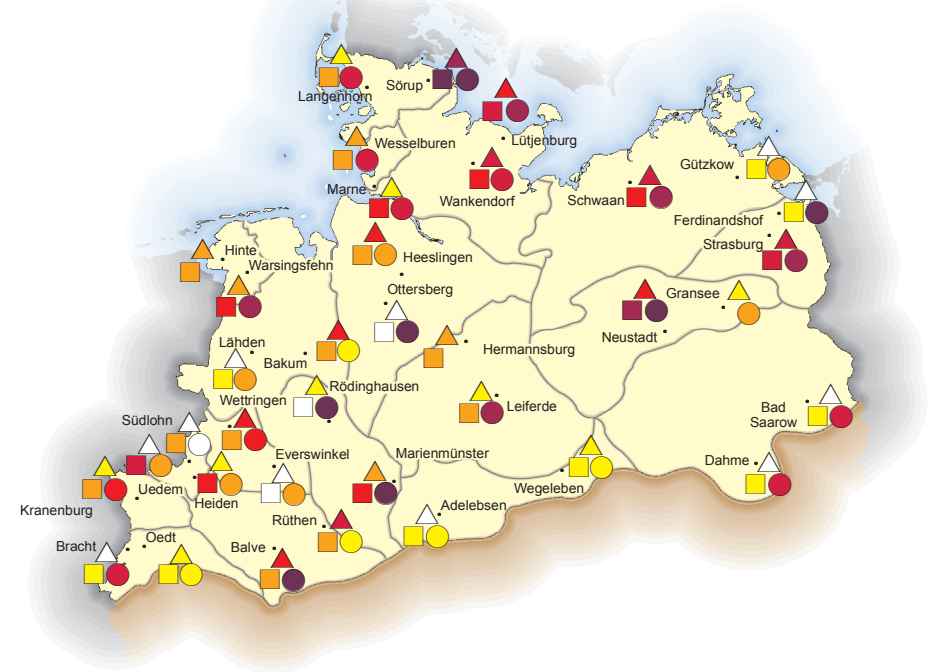 Langenhorn
Sörup
Wesselburen
Lütjenburg
Gützkow
Marne
Wankendorf
Schwaan
Ferdinandshof
Strasburg
Hinte
Warsingsfehn
Heeslingen
Ottersberg
Gransee
Neustadt
Lähden
Bakum
Hermannsburg
Rödinghausen
Wettringen
Leiferde
Bad
Saarow
Südlohn
Everswinkel
Marienmünster
Dahme
Uedem
Heiden
Wegeleben
Kranenburg
Adelebsen
Rüthen
Bracht
Oedt
Balve